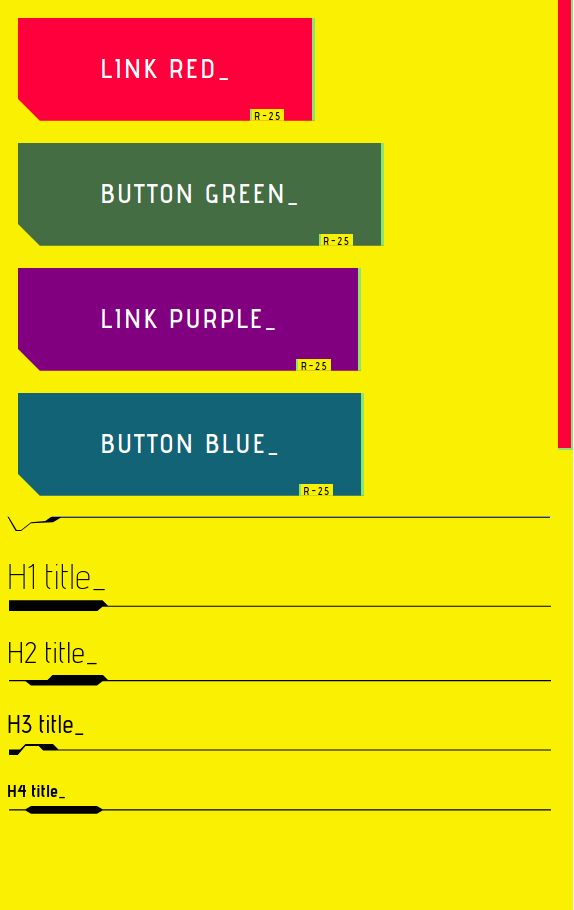 LINK RED_
R-25
BUTTON GREEN_
R-25
LINK PURPLE_
R-25
BUTTON BLUE_
R-25
H1 title_
H2 title_
H3 title_
H4 title_